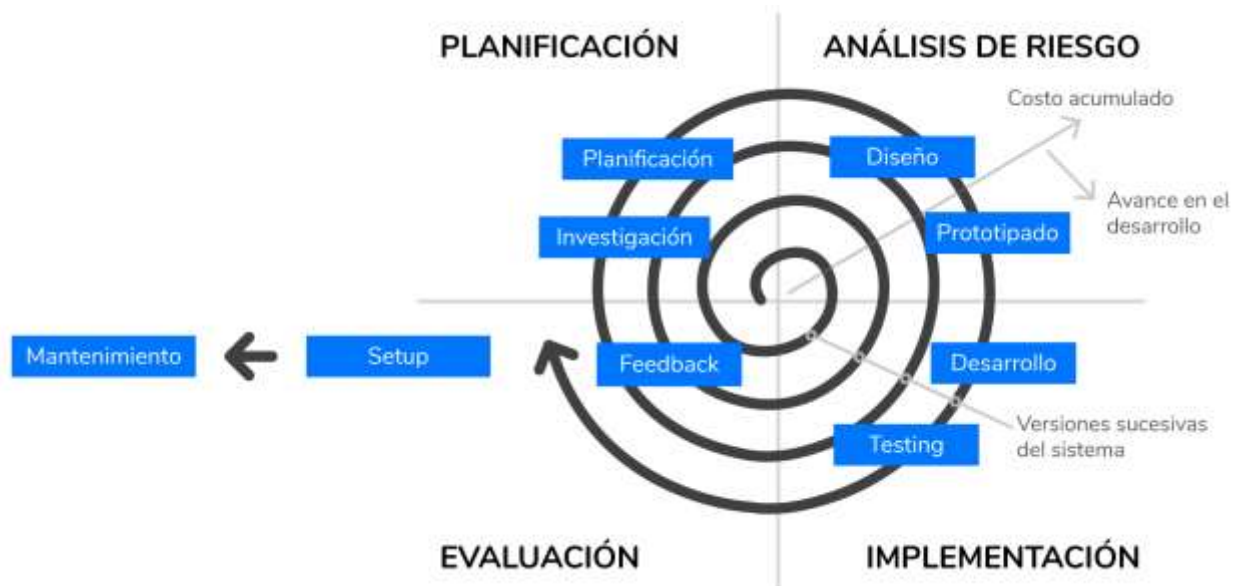 PLANIFICACIÓN
ANÁLISIS DE RIESGO
Costo acumulado
Planificación
Diseño
Avance en el
desarrollo
Investigación
Prototipado
Mantenimiento
Setup
Feedback
Desarrollo
Versiones sucesivas
del sistema
Testing
EVALUACIÓN
IMPLEMENTACIÓN